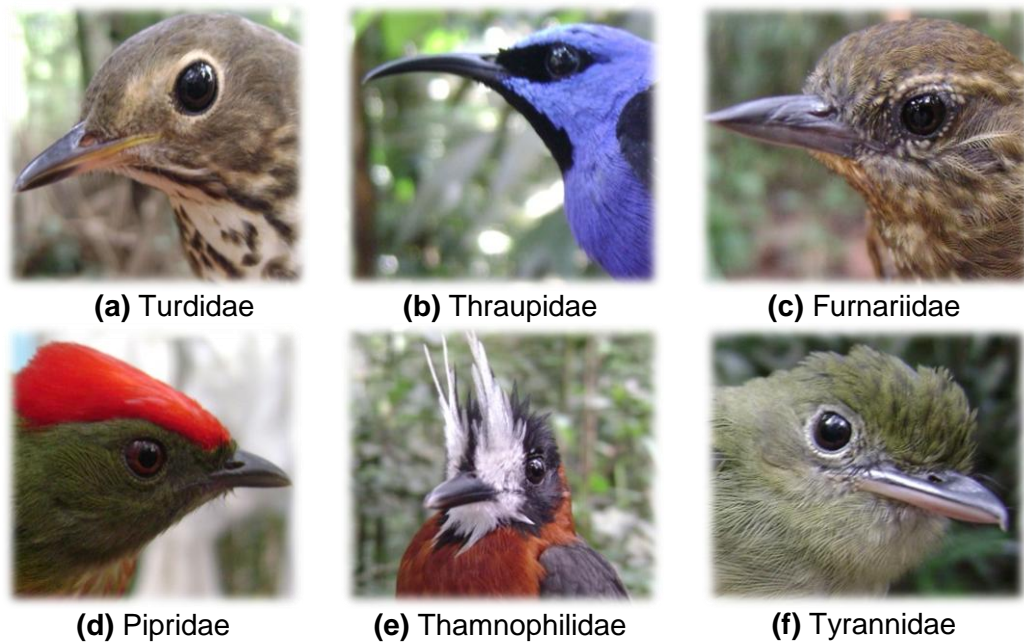 (a) Turdidae
(b) Thraupidae
(c) Furnariidae
(d) Pipridae
(e) Thamnophilidae
(f) Tyrannidae